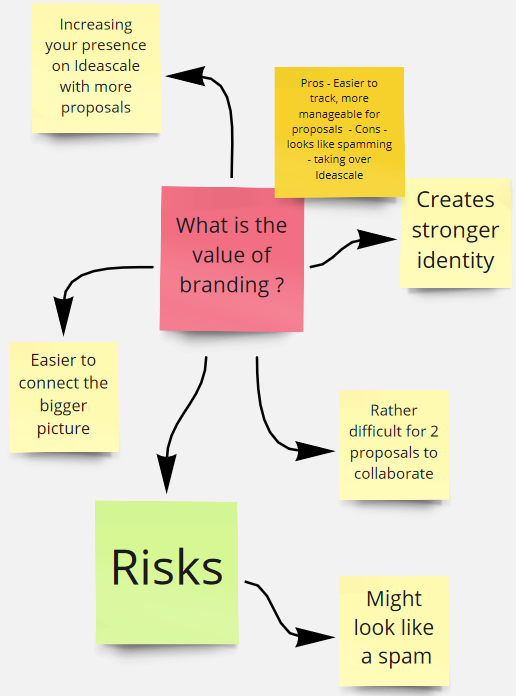 Increasing
your presence
on Ideascale
with more
proposals
Pros - Easier to
track, more
manageable for
proposals - Cons -
looks like spamming
- taking over
Ideascale
What is the
value of
branding ?
Creates
stronger
identity
Easier to
connect the
bigger
picture
Rather
difficult for 2
proposals to
collaborate
Risks
Might
look like
a spam